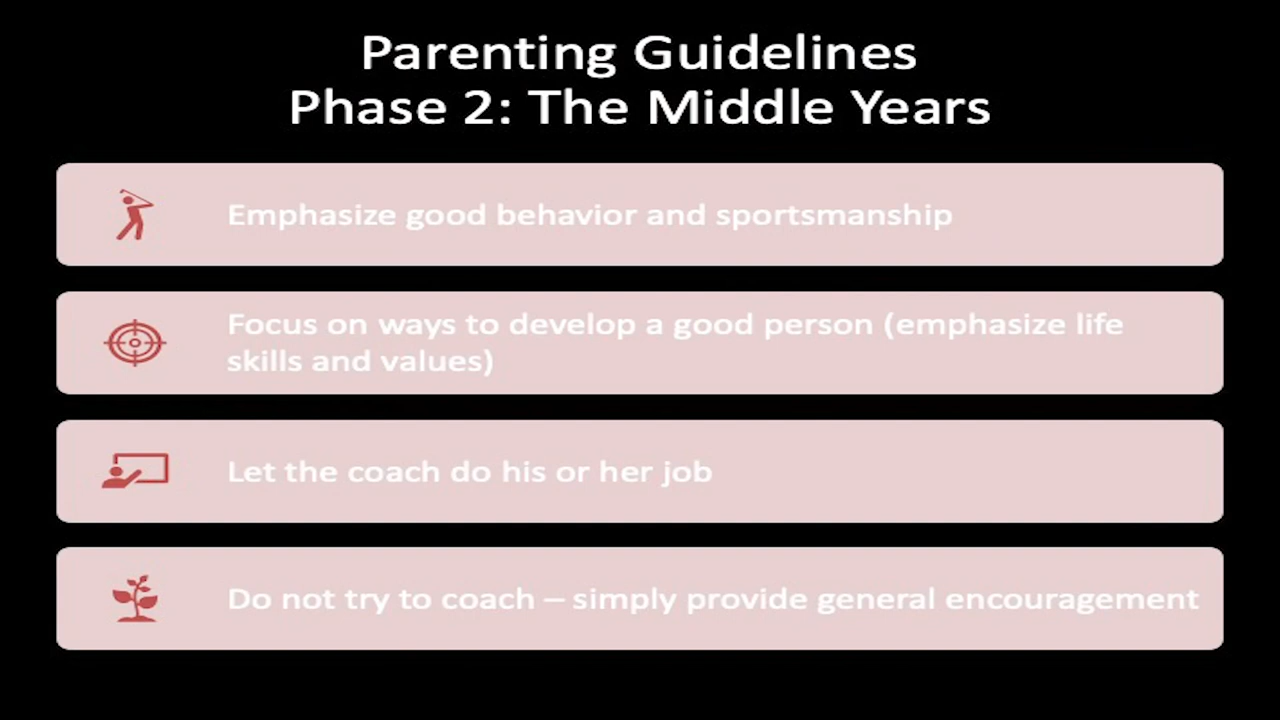 Parenting Guidelines
Phase 2: The Middle Years
Emphasize good behavior and sportsmanship
Focus on ways to develop a good person (emphasize life
skills and values)
Let the coach do his or her job
Do not try to coach – simply provide general encouragement